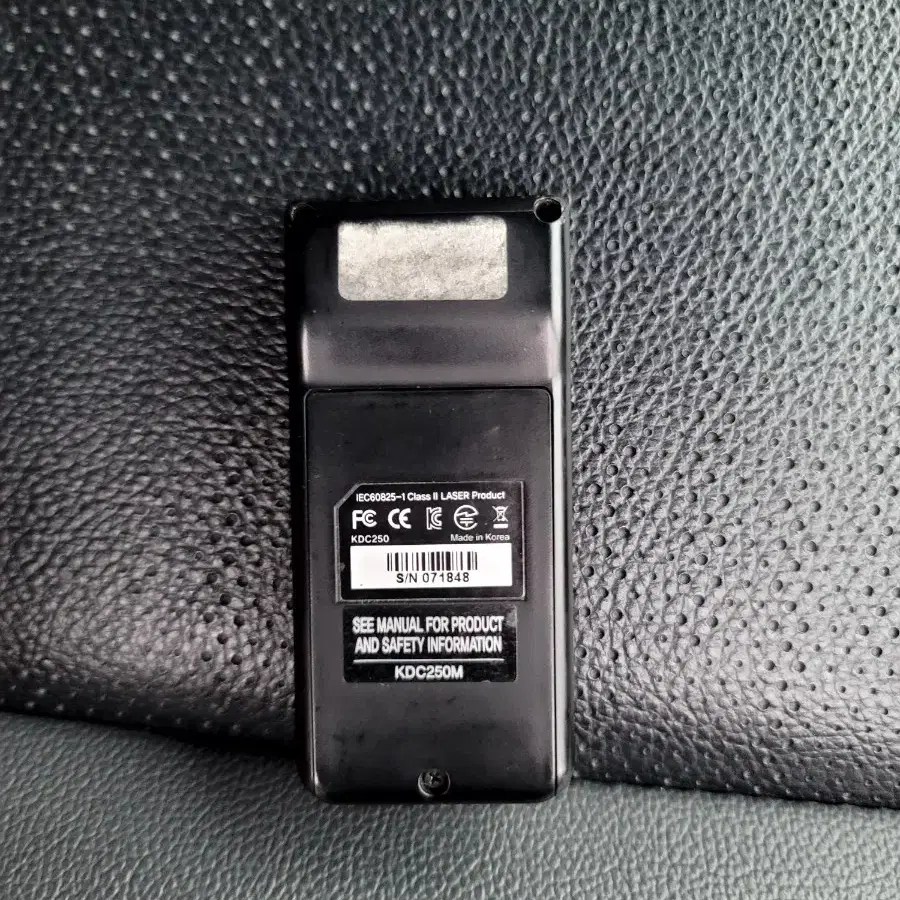 IEC60825-1 Class II LASER Product
FC CE
KDC250 Made in Korea
S/N 071848
SEE MANUAL FOR PRODUCT
AND SAFETY INFORMATION
KDC250M